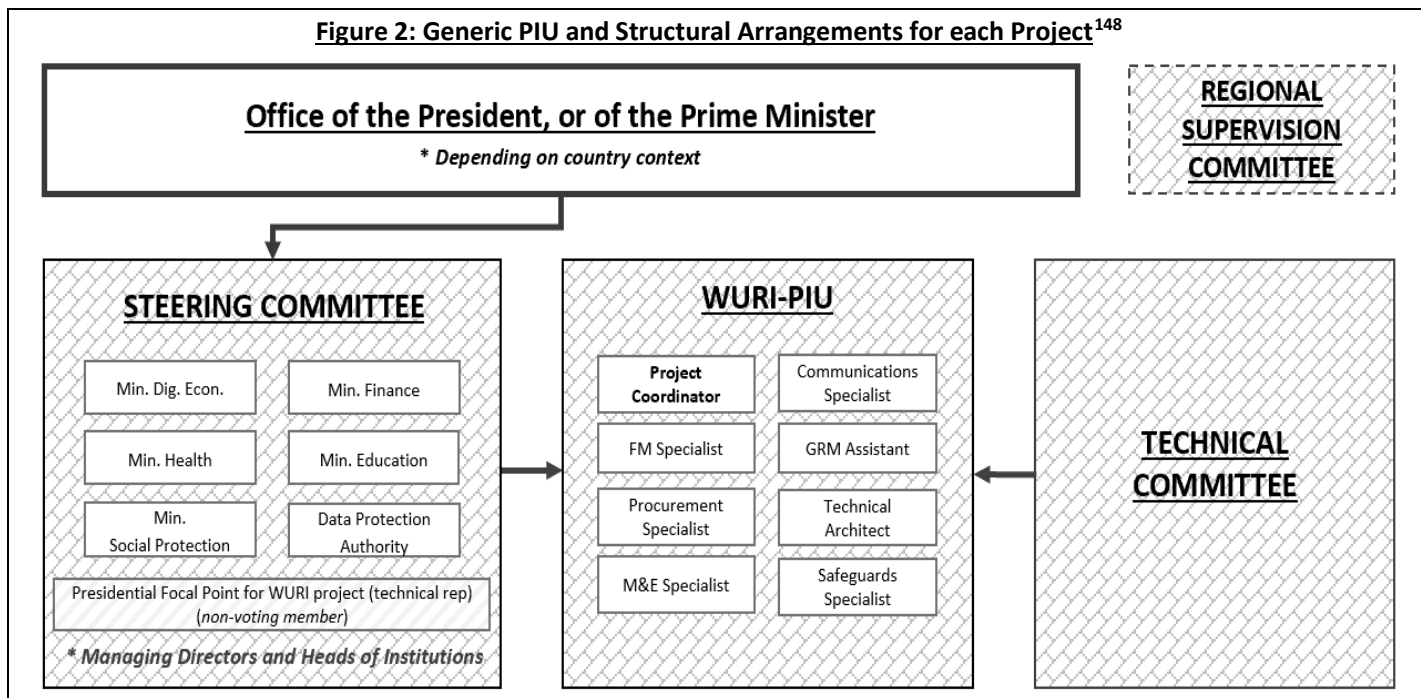 Figure 2: Generic PIU and Structural Arrangements for each Project148
Office of the President, or of the Prime Minister
* Depending on country context
REGIONAL
SUPERVISION
COMMITTEE
STEERING COMMITTEE
Min. Dig. Econ.
Min. Finance
Min. Health
Min. Education
Min.
Social Protection
Data Protection
Authority
Presidential Focal Point for WURI project (technical rep)
(non-voting member)
* Managing Directors and Heads of Institutions
WURI-PIU
Project
Coordinator
Communications
Specialist
FM Specialist
GRM Assistant
Procurement
Specialist
Technical
Architect
M&E Specialist
Safeguards
Specialist
TECHNICAL
COMMITTEE